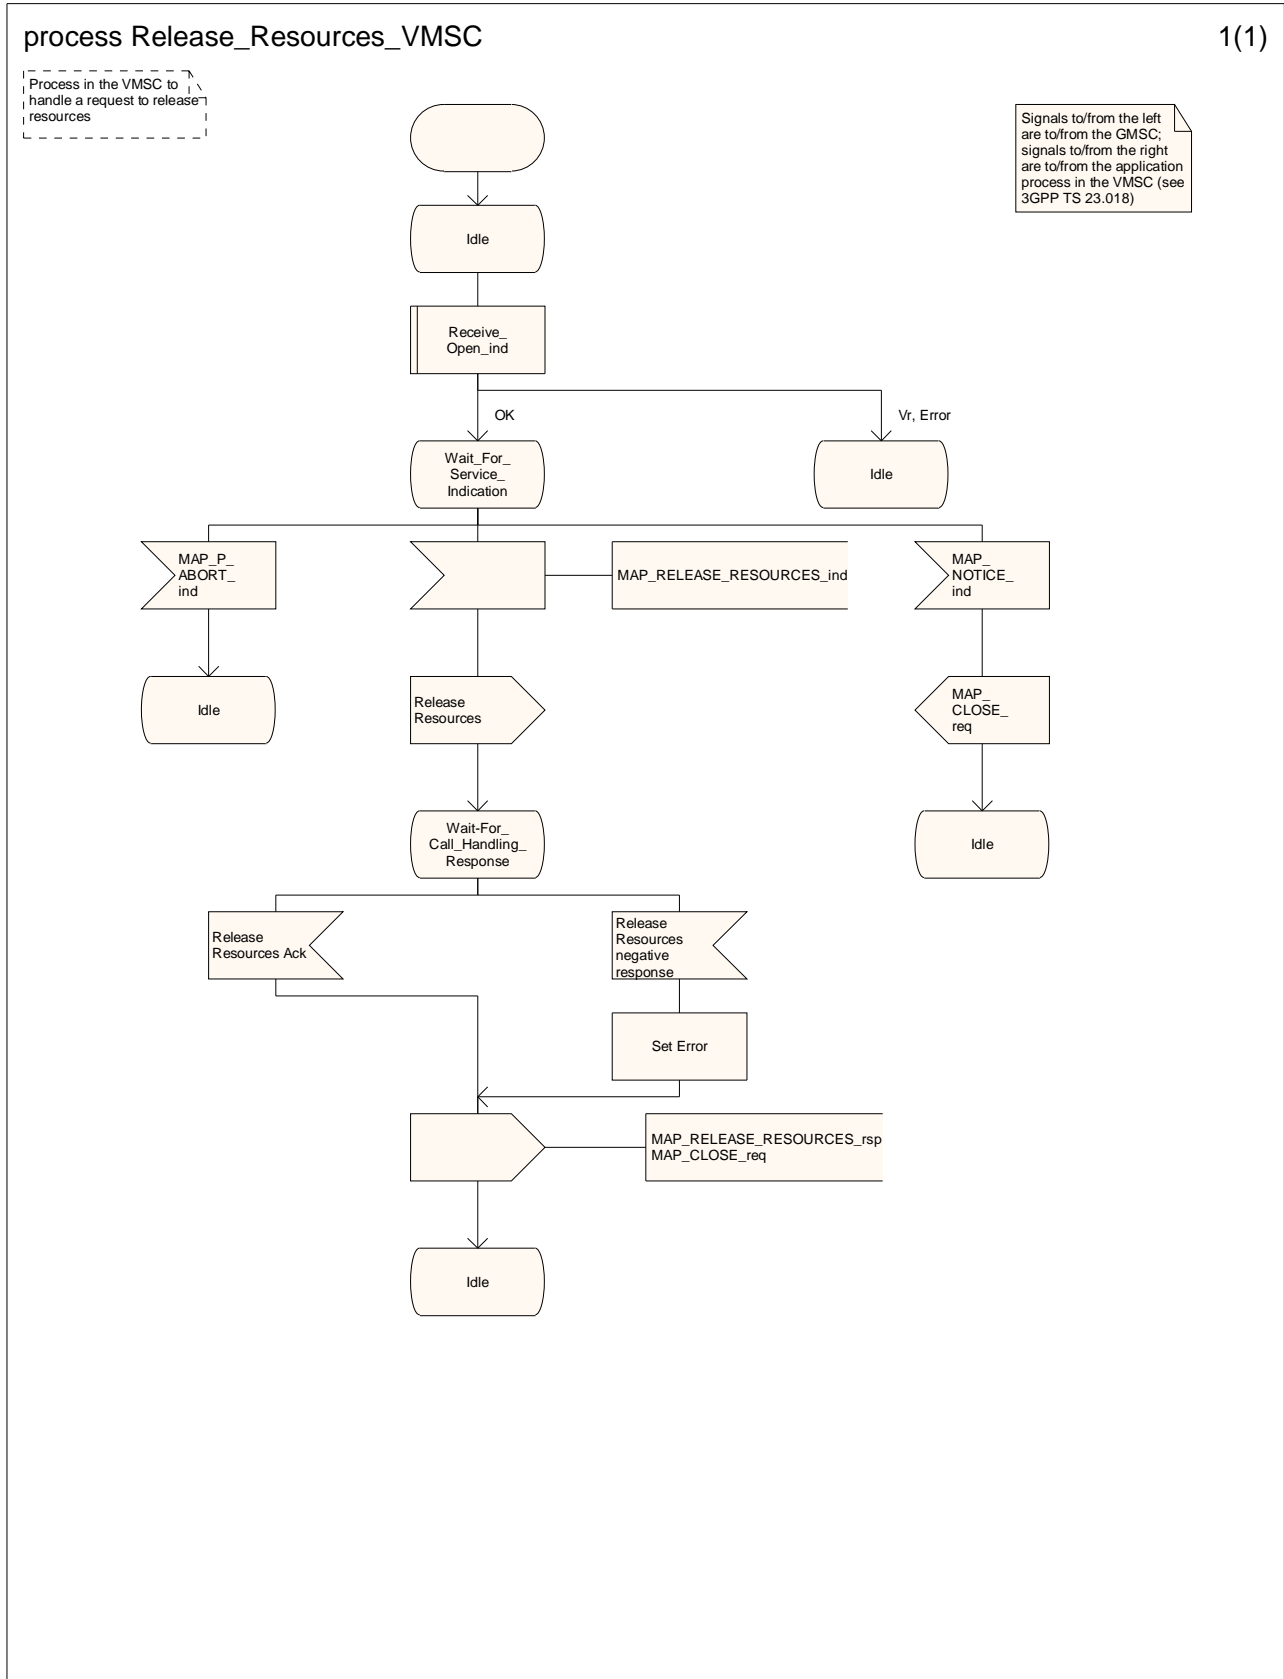 process Release_Resources_VMSC
1(1)
Process in the VMSC to
handle a request to release
resources
Signals to/from the left
are to/from the GMSC;
signals to/from the right
are to/from the application
process in the VMSC (see
3GPP TS 23.018)
Idle
Receive_
Open_ind
OK
Vr, Error
Wait_For_
Service_
Indication
Idle
MAP_P_
ABORT_
ind
MAP_RELEASE_RESOURCES_ind
MAP_
NOTICE_
ind
Idle
Release
Resources
MAP_
CLOSE_
req
Wait-For_
Call_Handling_
Response
Idle
Release
Resources Ack
Release
Resources
negative
response
Set Error
MAP_RELEASE_RESOURCES_rsp
MAP_CLOSE_req
Idle